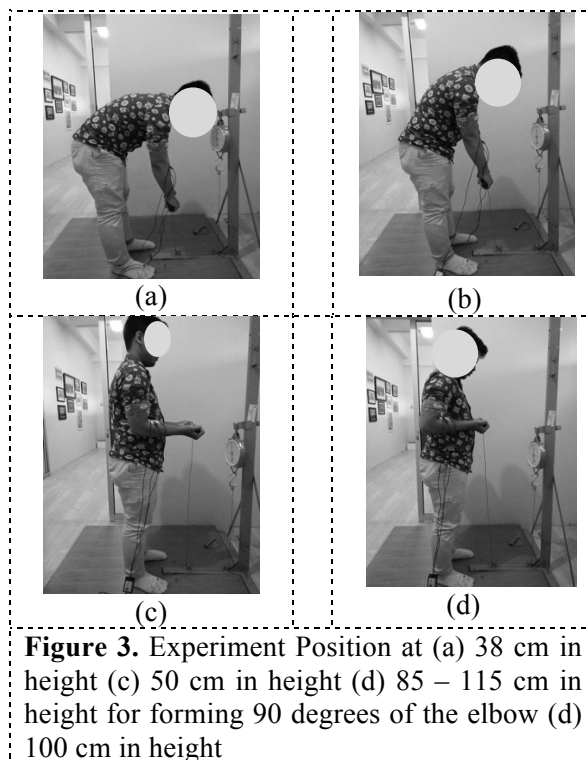 (a)
(b)
(c)
(d)
Figure 3. Experiment Position at (a) 38 cm in
height (c) 50 cm in height (d) 85 – 115 cm in
height for forming 90 degrees of the elbow (d)
100 cm in height